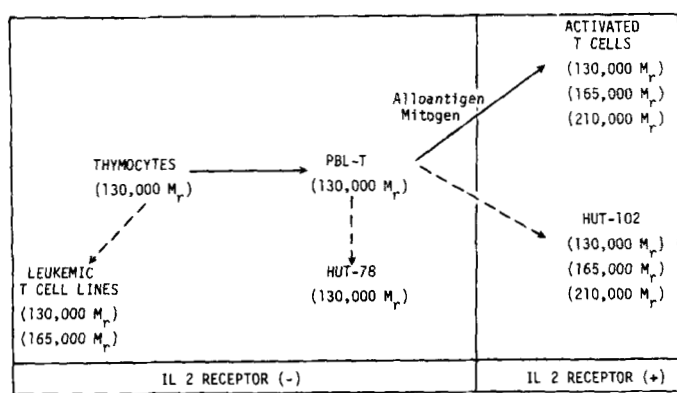 ACTIVATED
T CELLS
(130,000 Mr)
(165,000 Mr)
(210,000 Mr)
Alloantigen
Mitogen
THYMOCYTES
(130,000 Mr)
PBL-T
(130,000 Mr)
LEUKEMIC
T CELL LINES
(130,000 Mr)
(165,000 Mr)
HUT-78
(130,000 Mr)
HUT-102
(130,000 Mr)
(165,000 Mr)
(210,000 Mr)
IL 2 RECEPTOR (-)
IL 2 RECEPTOR (+)